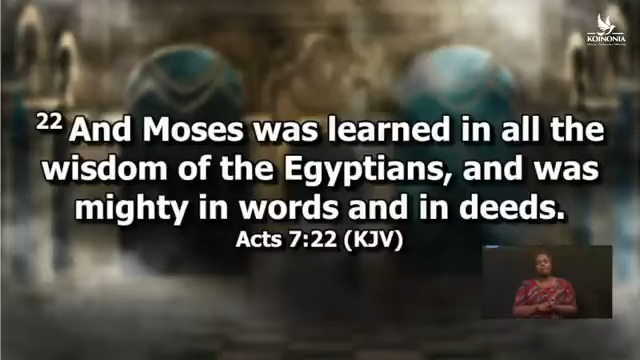 KOINONIA
22 And Moses was learned in all the
wisdom of the Egyptians, and was
mighty in words and in deeds.
Acts 7:22 (KJV)